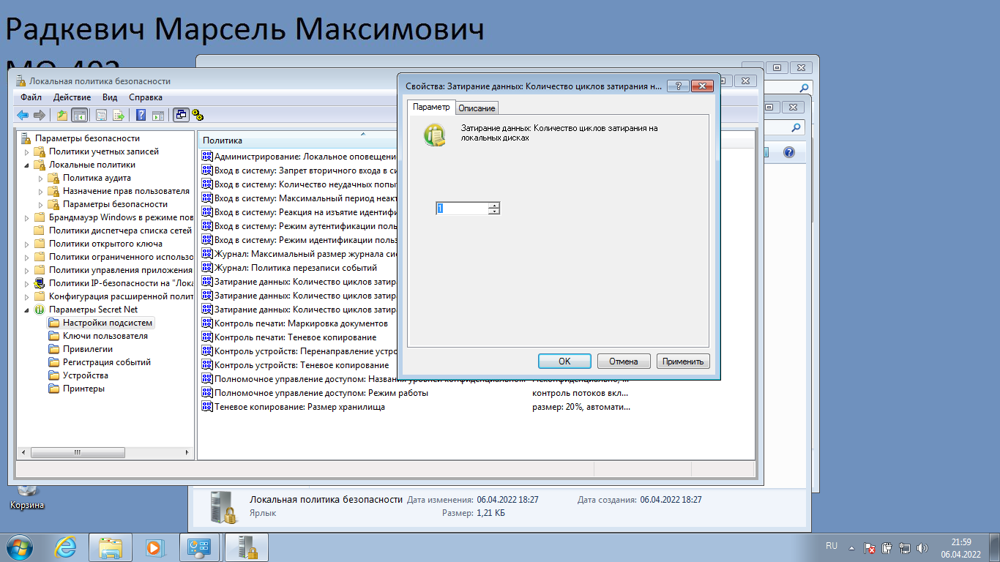 Радкевич Марсель Максимович
Локальная политика безопасности
Файл Действие Вид Справка
Параметры безопасности
Политики учетных записей
Локальные политики
Политика аудита
Назначение прав пользователя
Параметры безопасности
Брандмауэр Windows в режиме пов
Политики диспетчера списка сетей
Политики открытого ключа
Политики ограниченного использо
Политики управления приложения
Политики IP-безопасности на "Лока
Конфигурация расширенной полит
Параметры Secret Net
Настройки подсистем
Ключи пользователя
Привилегии
Регистрация событий
Устройства
Принтеры
Политика
Администрирование: Локальное оповещени
Вход в систему: Запрет вторичного входа в си
Вход в систему: Количество неудачных попы
Вход в систему: Максимальный период неакт
Вход в систему: Реакция на изъятие идентифи
Вход в систему: Режим аутентификации поль
Вход в систему: Режим идентификации польз
Журнал: Максимальный размер журнала сис
Журнал: Политика перезаписи событий
Затирание данных: Количество циклов затир
Затирание данных: Количество циклов затир
Затирание данных: Количество циклов затир
Контроль печати: Маркировка документов
Контроль печати: Теневое копирование
Контроль устройств: Перенаправление устро
Контроль устройств: Теневое копирование
Полномочное управление доступом: Названия уровней конфиденциально... Неконфиденциально, ...
Полномочное управление доступом: Режим работы контроль потоков вкл...
Теневое копирование: Размер хранилища размер: 20%, автомати...
Свойства: Затирание данных: Количество циклов затирания н...
Параметр Описание
Затирание данных: Количество циклов затирания на
локальных дисках
1
OK Отмена Применить
Корзина
Локальная политика безопасности Дата изменения: 06.04.2022 18:27 Дата создания: 06.04.2022 18:27
Ярлык Размер: 1,21 КБ
RU 21:59
06.04.2022